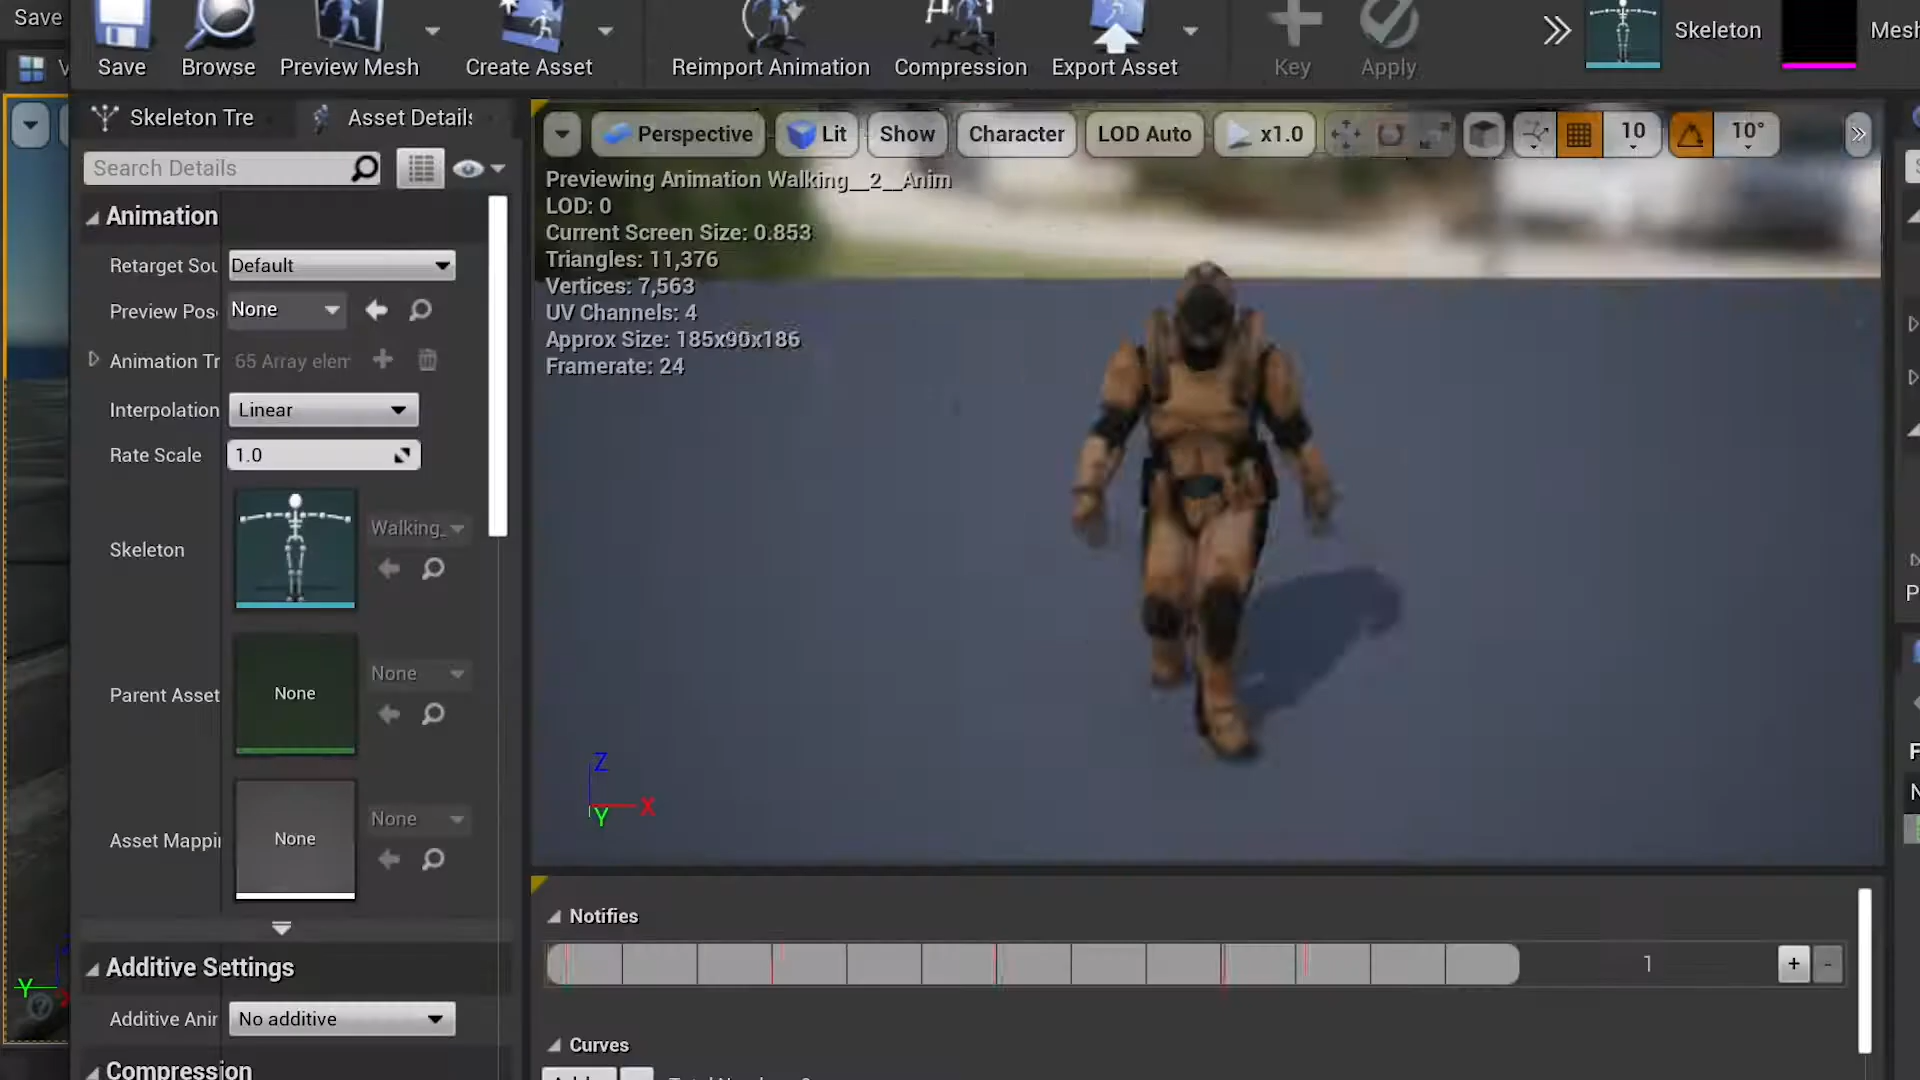 Save
Save
Browse
Preview Mesh
Create Asset
Reimport Animation
Compression
Export Asset
Key
Apply
Skeleton
Mesh
V
Skeleton Tre
Asset Details
Search Details
Animation
Retarget Sou
Default
Preview Pos
None
Animation Tr
65 Array elem
Interpolation
Linear
Rate Scale
1.0
Skeleton
Walking_
Parent Asset
None
None
Asset Mappi
None
None
Additive Settings
Additive Anir
No additive
Compression
Perspective
Lit
Show
Character
LOD Auto
x1.0
10
10°
Previewing Animation Walking__2__Anim
LOD: 0
Current Screen Size: 0.853
Triangles: 11,376
Vertices: 7,563
UV Channels: 4
Approx Size: 185x90x186
Framerate: 24
Z
X
Y
Y
Notifies
1
+
-
Curves
P